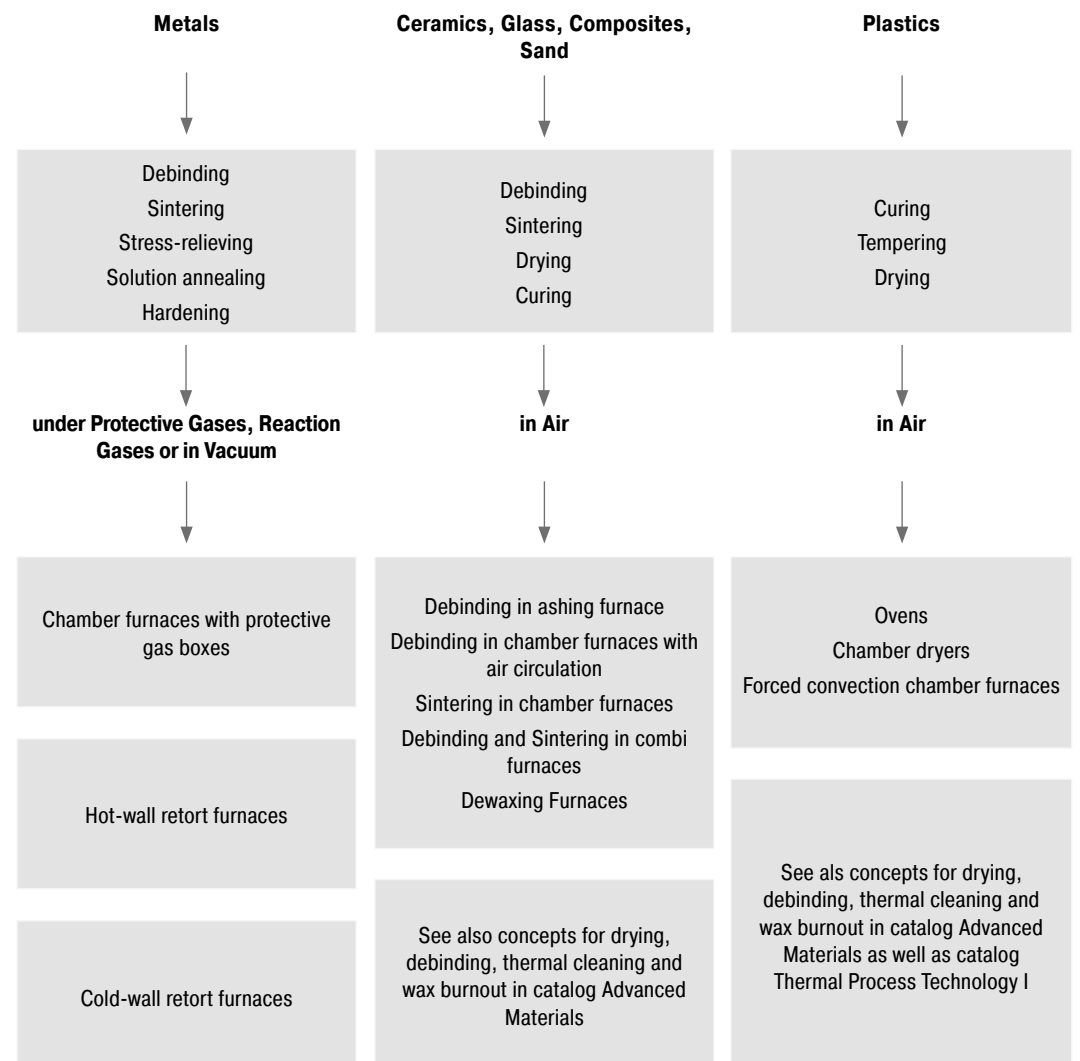 Metals
Debinding
Sintering
Stress-relieving
Solution annealing
Hardening
under Protective Gases, Reaction
Gases or in Vacuum
Chamber furnaces with protective
gas boxes
Hot-wall retort furnaces
Cold-wall retort furnaces
Ceramics, Glass, Composites,
Sand
Debinding
Sintering
Drying
Curing
in Air
Debinding in ashing furnace
Debinding in chamber furnaces with
air circulation
Sintering in chamber furnaces
Debinding and Sintering in combi
furnaces
Dewaxing Furnaces
See also concepts for drying,
debinding, thermal cleaning and
wax burnout in catalog Advanced
Materials
Plastics
Curing
Tempering
Drying
in Air
Ovens
Chamber dryers
Forced convection chamber furnaces
See als concepts for drying,
debinding, thermal cleaning and
wax burnout in catalog Advanced
Materials as well as catalog
Thermal Process Technology I